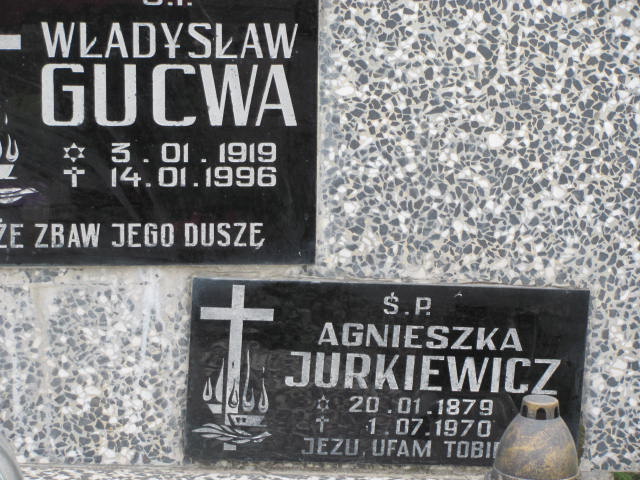 Ś.P.
WŁADYSŁAW
GUCWA
✡ 3.01.1919
✝ 14.01.1996
ZBAW JEGO DUSZĘ
Ś.P.
AGNIESZKA
JURKIEWICZ
✡ 20.01.1879
✝ 1.07.1970
JEZU, UFAM